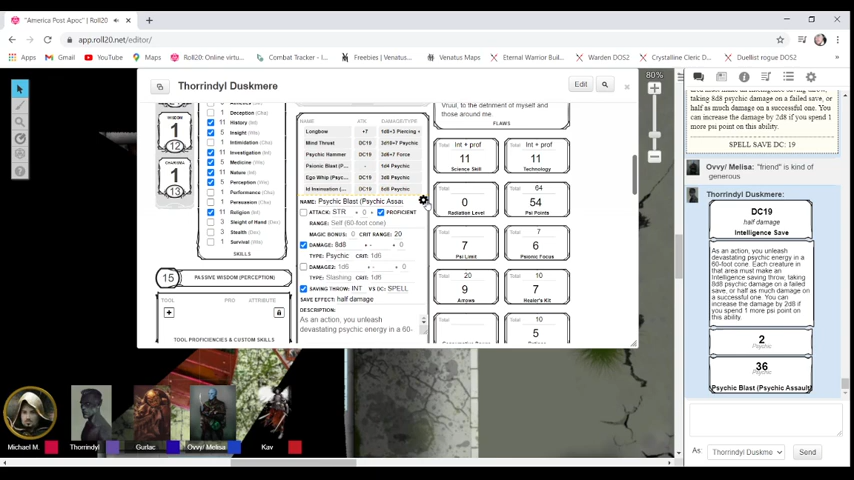 "America Post Apoc" | Roll20
app.roll20.net/editor/
Apps
Gmail
YouTube
Maps
Roll20: Online virtu...
Combat Tracker - I...
Freebies | Venatus...
Venatus Maps
Eternal Warrior Buil...
Warden DOS2
Crystalline Cleric D...
Duellist rogue DOS2
Thorrindyl Duskmere
Edit
80%
WISDOM
1
12
CHARISMA
1
13
1 Deception (Cha)
11 History (Int)
5 Insight (Wis)
1 Intimidation (Cha)
11 Investigation (Int)
5 Medicine (Wis)
11 Nature (Int)
5 Perception (Wis)
1 Performance (Cha)
1 Persuasion (Cha)
11 Religion (Int)
3 Sleight of Hand (Dex)
3 Stealth (Dex)
1 Survival (Wis)
SKILLS
15 PASSIVE WISDOM (PERCEPTION)
TOOL PRO ATTRIBUTE
TOOL PROFICIENCIES & CUSTOM SKILLS
NAME ATK DAMAGE/TYPE
Longbow +7 1d8+3 Piercing +
Mind Thrust DC19 3d10+7 Psychic
Psychic Hammer DC19 3d6+7 Force
Psionic Blast (P... - 1d4 Psychic
Ego Whip (Psyc... DC19 3d8 Psychic
Id Insinuation (... DC19 6d6 Psychic
NAME: Psychic Blast (Psychic Assau
ATTACK: STR + 0 + PROFICIENT
RANGE: Self (60-foot cone)
MAGIC BONUS: 0 CRIT RANGE: 20
DAMAGE: 8d8 + - + 0
TYPE: Psychic CRIT: 1d6
DAMAGE2: 1d6 + - + 0
TYPE: Slashing CRIT: 1d6
SAVING THROW: INT VS DC: SPELL
SAVE EFFECT: half damage
DESCRIPTION:
As an action, you unleash
devastating psychic energy in a 60-
Vruul, to the detriment of myself and
those around me.
FLAWS
Int + prof
11
Science Skill
Int + prof
11
Technology
Total
0
Radiation Level
Total 64
54
Psi Points
Total
7
Psi Limit
Total 7
6
Psionic Focus
Total 20
9
Arrows
Total 10
7
Healer's Kit
Total
Total 10
5
taking 8d8 psychic damage on a failed save, or
half as much damage on a successful one. You
can increase the damage by 2d8 if you spend 1
more psi point on this ability.
SPELL SAVE DC: 19
Ovvy/ Melisa: "friend" is kind of
generous
Thorrindyl Duskmere:
DC19
half damage
Intelligence Save
As an action, you unleash
devastating psychic energy in a
60-foot cone. Each creature in
that area must make an
Intelligence saving throw, taking
8d8 psychic damage on a failed
save, or half as much damage on
a successful one. You can
increase the damage by 2d8 if
you spend 1 more psi point on
this ability.
2
Psychic
36
Psychic
Psychic Blast (Psychic Assault)
Michael M.
Thorrindyl
Gurlac
Ovvy/ Melisa
Kav
As: Thorrindyl Duskme
Send